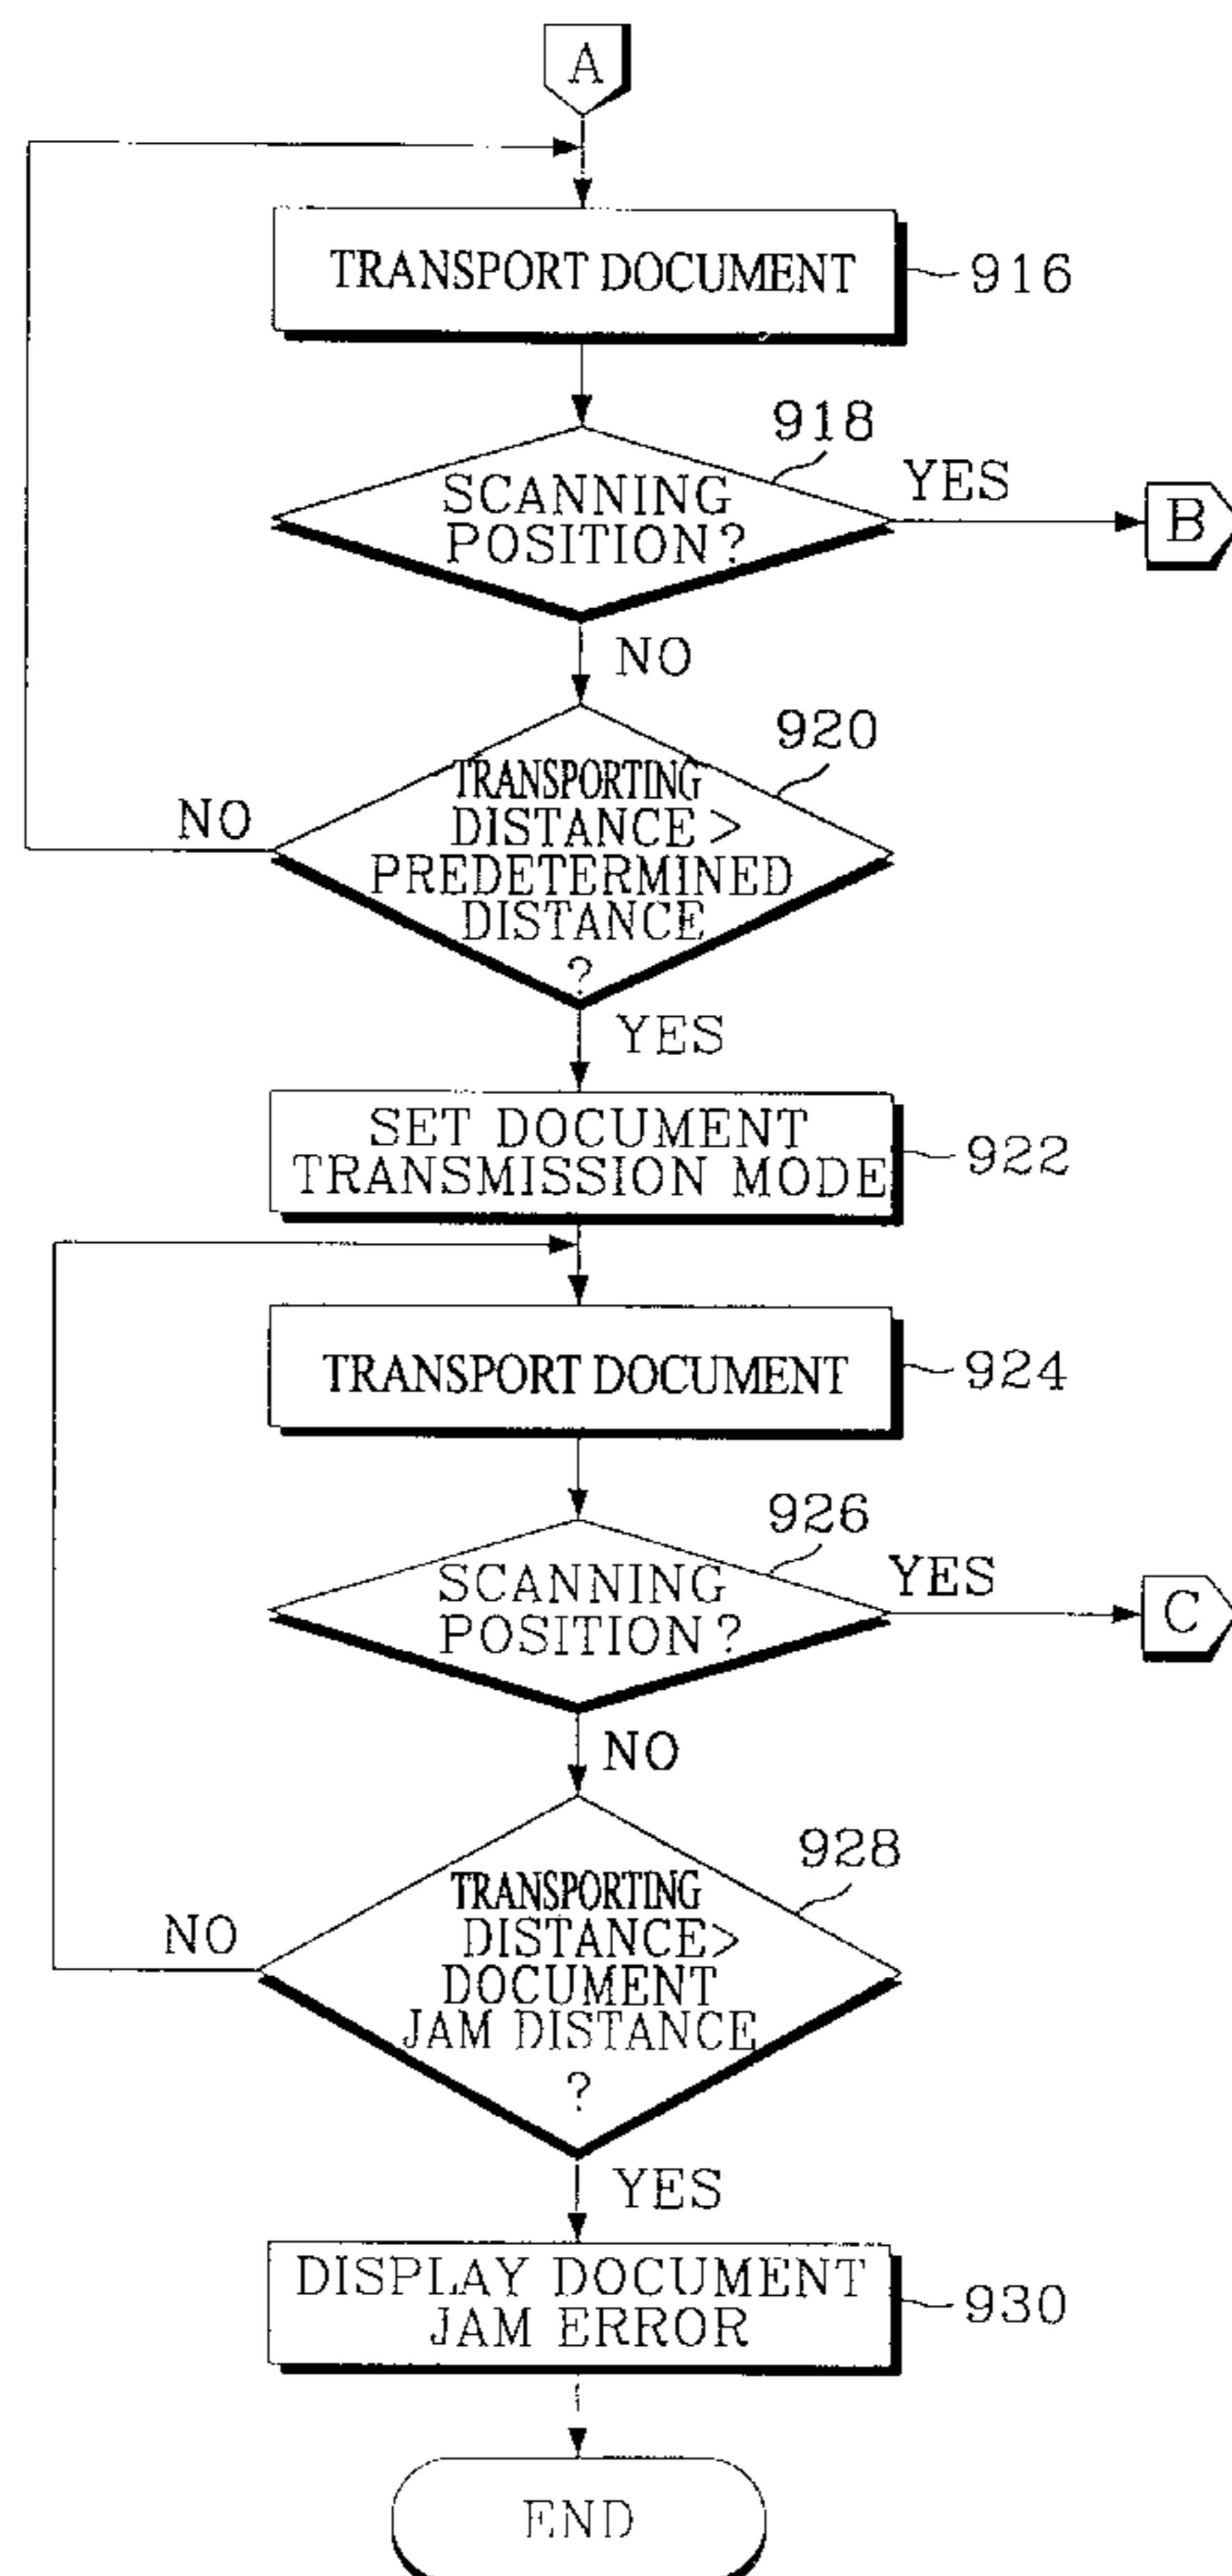 A
TRANSPORT DOCUMENT
916
918
SCANNING
POSITION?
YES
B
NO
920
TRANSPORTING
DISTANCE >
PREDETERMINED
DISTANCE
?
NO
YES
SET DOCUMENT
TRANSMISSION MODE
922
TRANSPORT DOCUMENT
924
926
SCANNING
POSITION?
YES
C
NO
928
TRANSPORTING
DISTANCE>
DOCUMENT
JAM DISTANCE
?
NO
YES
DISPLAY DOCUMENT
JAM ERROR
930
END